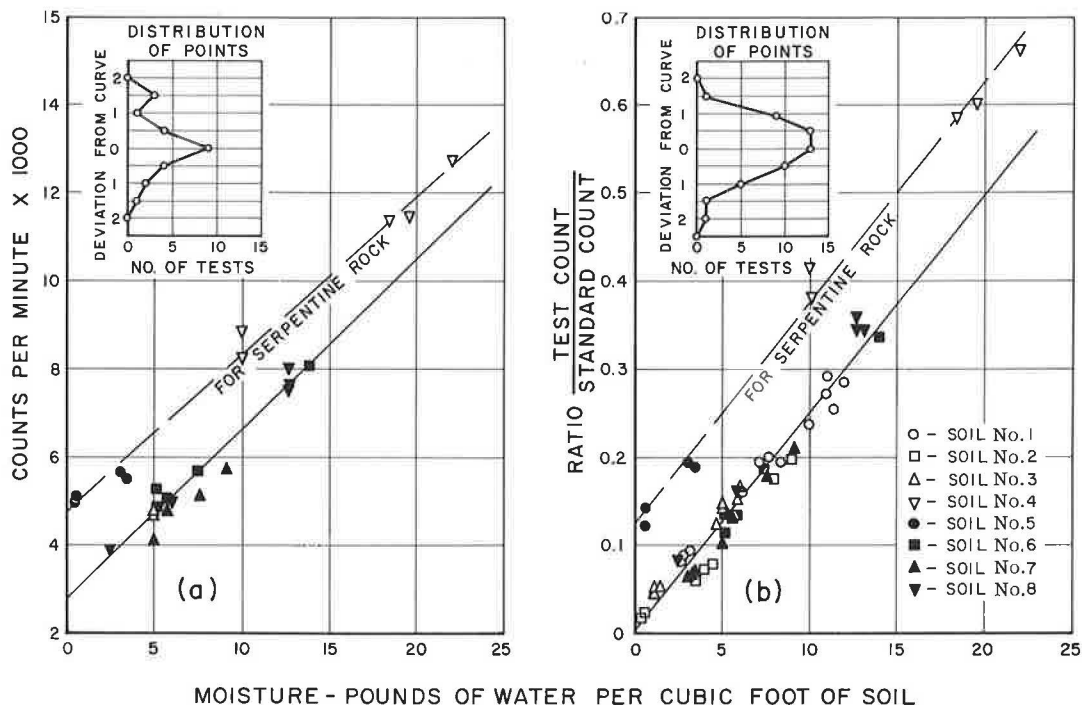 COUNTS PER MINUTE X 1000
15
14
12
10
8
6
4
2
0
5
10
15
20
25
DISTRIBUTION
OF POINTS
DEVIATION FROM CURVE
2
1
0
1
2
0
5
10
15
NO. OF TESTS
FOR SERPENTINE ROCK
(a)
RATIO TEST COUNT
STANDARD COUNT
0.7
0.6
0.5
0.4
0.3
0.2
0.1
0
0
5
10
15
20
25
DISTRIBUTION
OF POINTS
DEVIATION FROM CURVE
2
1
0
1
2
0
5
10
15
NO. OF TESTS
FOR SERPENTINE ROCK
(b)
- SOIL No. 1
- SOIL No. 2
- SOIL No. 3
- SOIL No. 4
- SOIL No. 5
- SOIL No. 6
- SOIL No. 7
- SOIL No. 8
MOISTURE - POUNDS OF WATER PER CUBIC FOOT OF SOIL